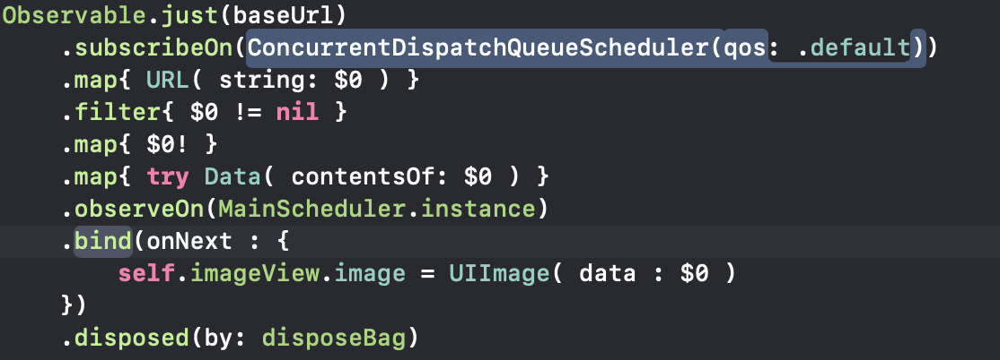 Observable.just(baseUrl)
.subscribeOn(ConcurrentDispatchQueueScheduler(qos: .default))
.map{ URL( string: $0 ) }
.filter{ $0 != nil }
.map{ $0! }
.map{ try Data( contentsOf: $0 ) }
.observeOn(MainScheduler.instance)
.bind(onNext : {
self.imageView.image = UIImage( data : $0 )
})
.disposed(by: disposeBag)